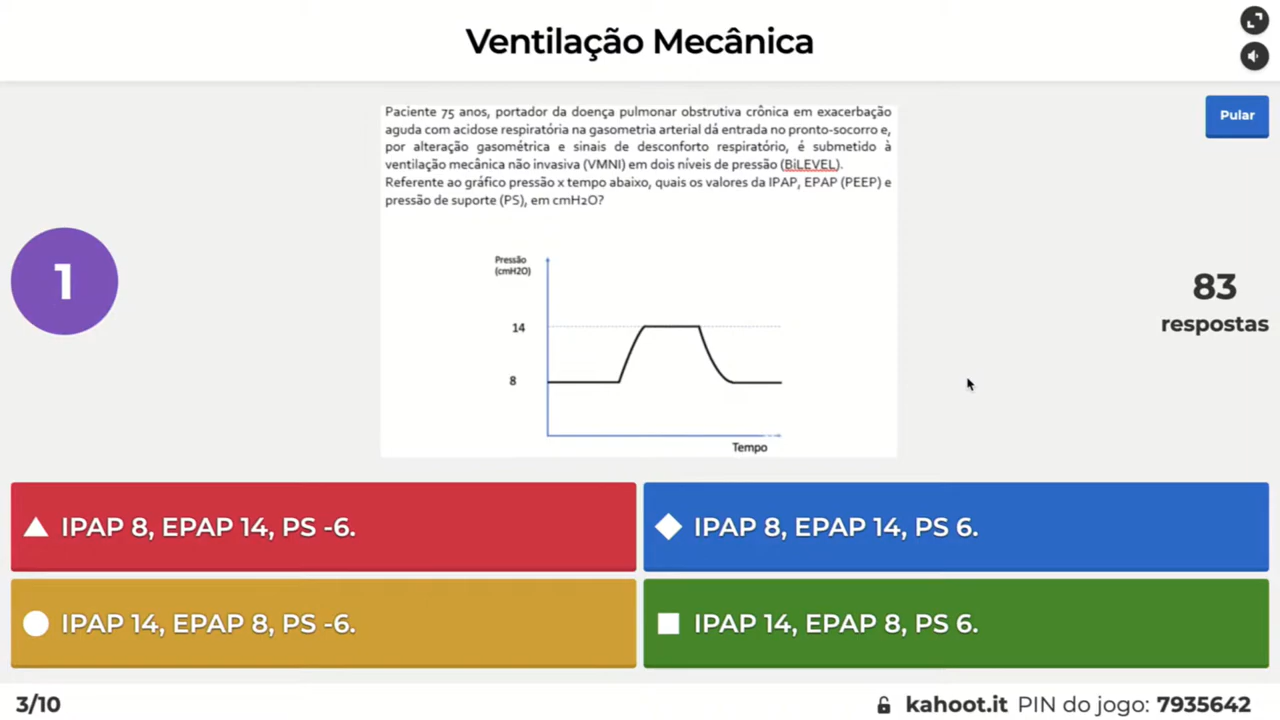 Ventilação Mecânica
Pular
Paciente 75 anos, portador da doença pulmonar obstrutiva crônica em exacerbação
aguda com acidose respiratória na gasometria arterial dá entrada no pronto-socorro e,
por alteração gasométrica e sinais de desconforto respiratório, é submetido à
ventilação mecânica não invasiva (VMNI) em dois níveis de pressão (BiLEVEL).
Referente ao gráfico pressão x tempo abaixo, quais os valores da IPAP, EPAP (PEEP) e
pressão de suporte (PS), em cmH2O?
1
83
respostas
Pressão
(cmH2O)
14
8
Tempo
IPAP 8, EPAP 14, PS -6.
IPAP 8, EPAP 14, PS 6.
IPAP 14, EPAP 8, PS -6.
IPAP 14, EPAP 8, PS 6.
3/10
kahoot.it PIN do jogo: 7935642